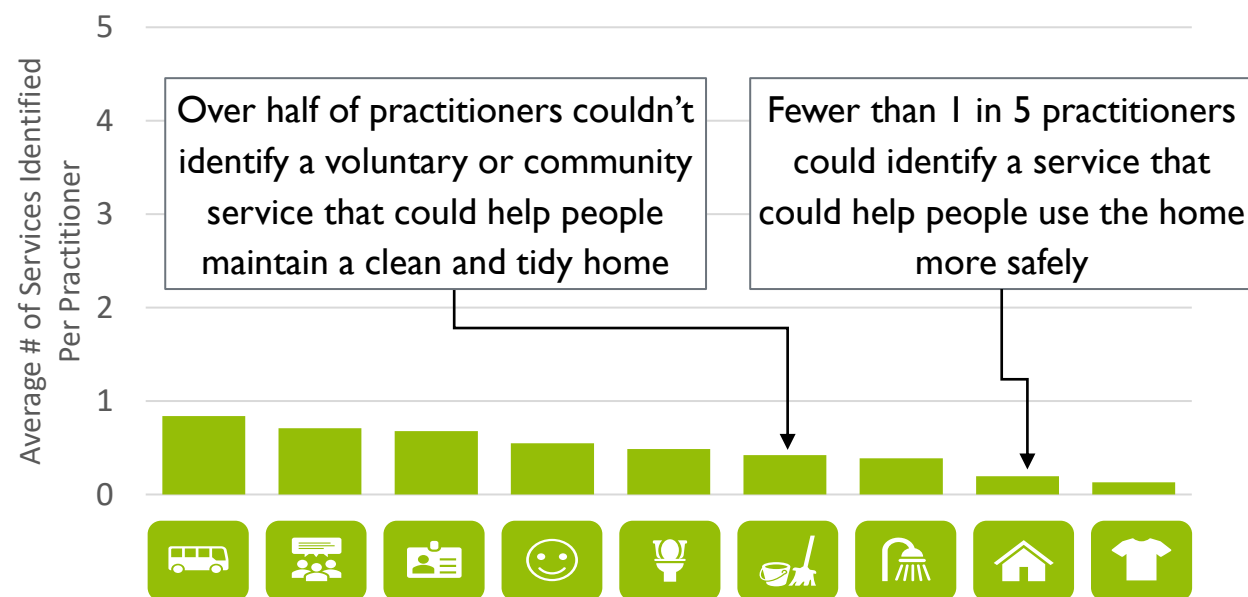 Average # of Services Identified
Per Practitioner
5
4
3
2
1
0
Over half of practitioners couldn't
identify a voluntary or community
service that could help people
maintain a clean and tidy home
Fewer than 1 in 5 practitioners
could identify a service that
could help people use the home
more safely